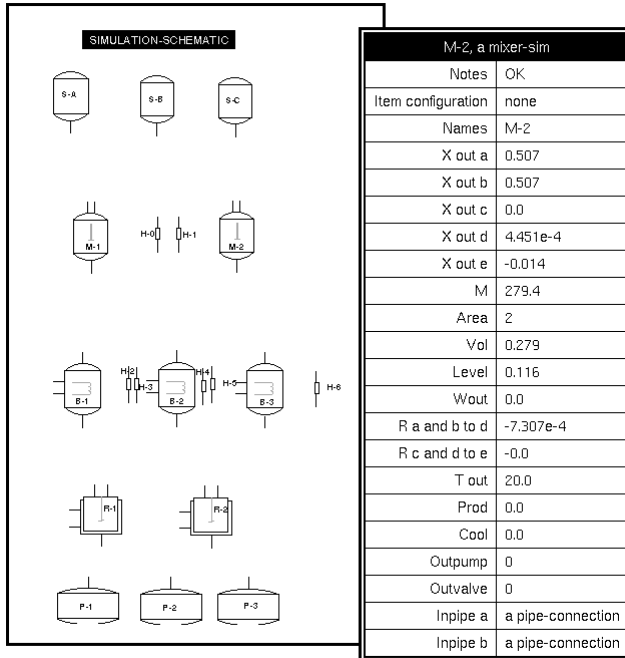 SIMULATION-SCHEMATIC
S-A
S-B
S-C
M-1
H-0
H-1
M-2
H-2
H-3
H-4
H-5
H-6
B-1
B-2
B-3
R-1
R-2
P-1
P-2
P-3
M-2, a mixer-sim
Notes OK
Item configuration none
Names M-2
X out a 0.507
X out b 0.507
X out c 0.0
X out d 4.451e-4
X out e -0.014
M 279.4
Area 2
Vol 0.279
Level 0.116
Wout 0.0
R a and b to d -7.307e-4
R c and d to e -0.0
T out 20.0
Prod 0.0
Cool 0.0
Outpump 0
Outvalve 0
Inpipe a a pipe-connection
Inpipe b a pipe-connection